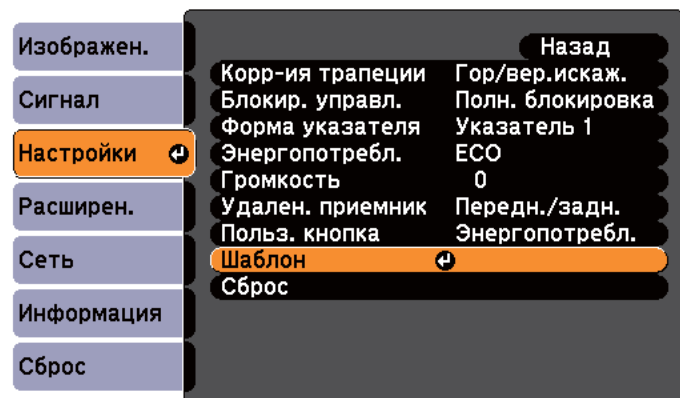 Изображен.
Сигнал
Настройки
Расширен.
Сеть
Информация
Сброс
Назад
Корр-ия трапеции Гор/вер.искаж.
Блокир. управл. Полн. блокировка
Форма указателя Указатель 1
Энергопотребл. ECO
Громкость 0
Удален. приемник Передн./задн.
Польз. кнопка Энергопотребл.
Шаблон
Сброс